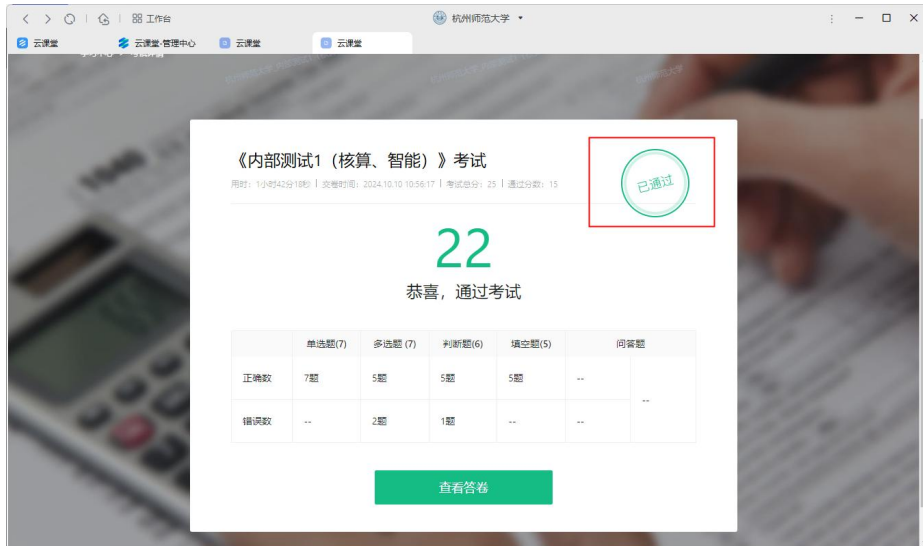 工作台
杭州师范大学
云课堂
云课堂-管理中心
云课堂
云课堂
《内部测试1（核算、智能）》考试
已通过
用时：1小时42分18秒 | 交卷时间：2024.10.10 10:56:17 | 考试总分：25 | 通过分数：15
22
恭喜，通过考试
单选题(7) 多选题 (7) 判断题(6) 填空题(5) 问答题
正确数 7题 5题 5题 5题 -- --
错误数 -- 2题 1题 -- --
查看答卷
1040